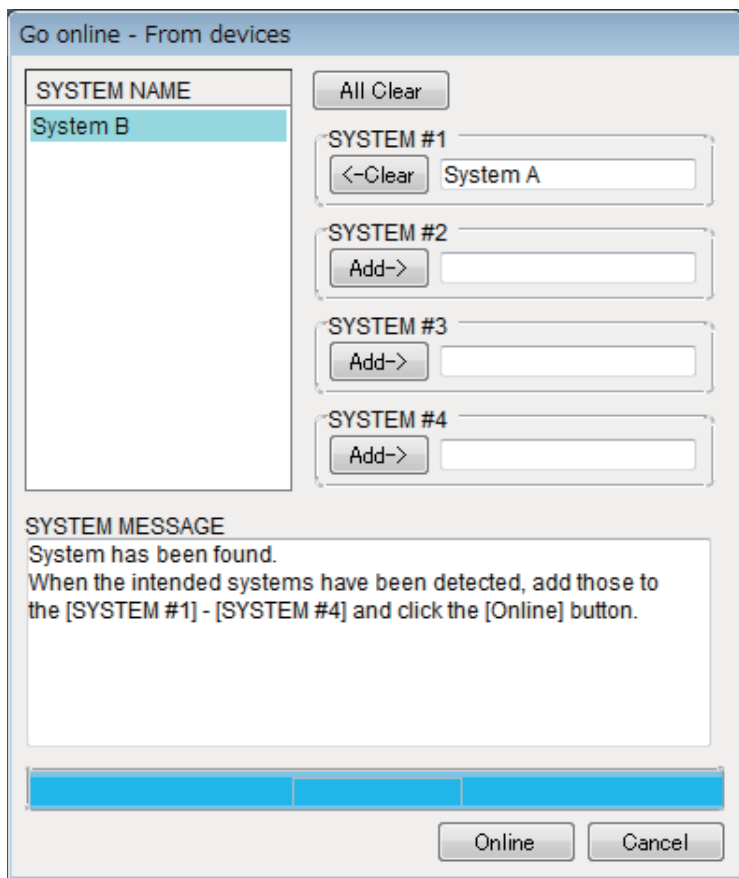 Go online - From devices
SYSTEM NAME
System B
All Clear
SYSTEM #1
<-Clear System A
SYSTEM #2
Add->
SYSTEM #3
Add->
SYSTEM #4
Add->
SYSTEM MESSAGE
System has been found.
When the intended systems have been detected, add those to
the [SYSTEM #1] - [SYSTEM #4] and click the [Online] button.
Online Cancel